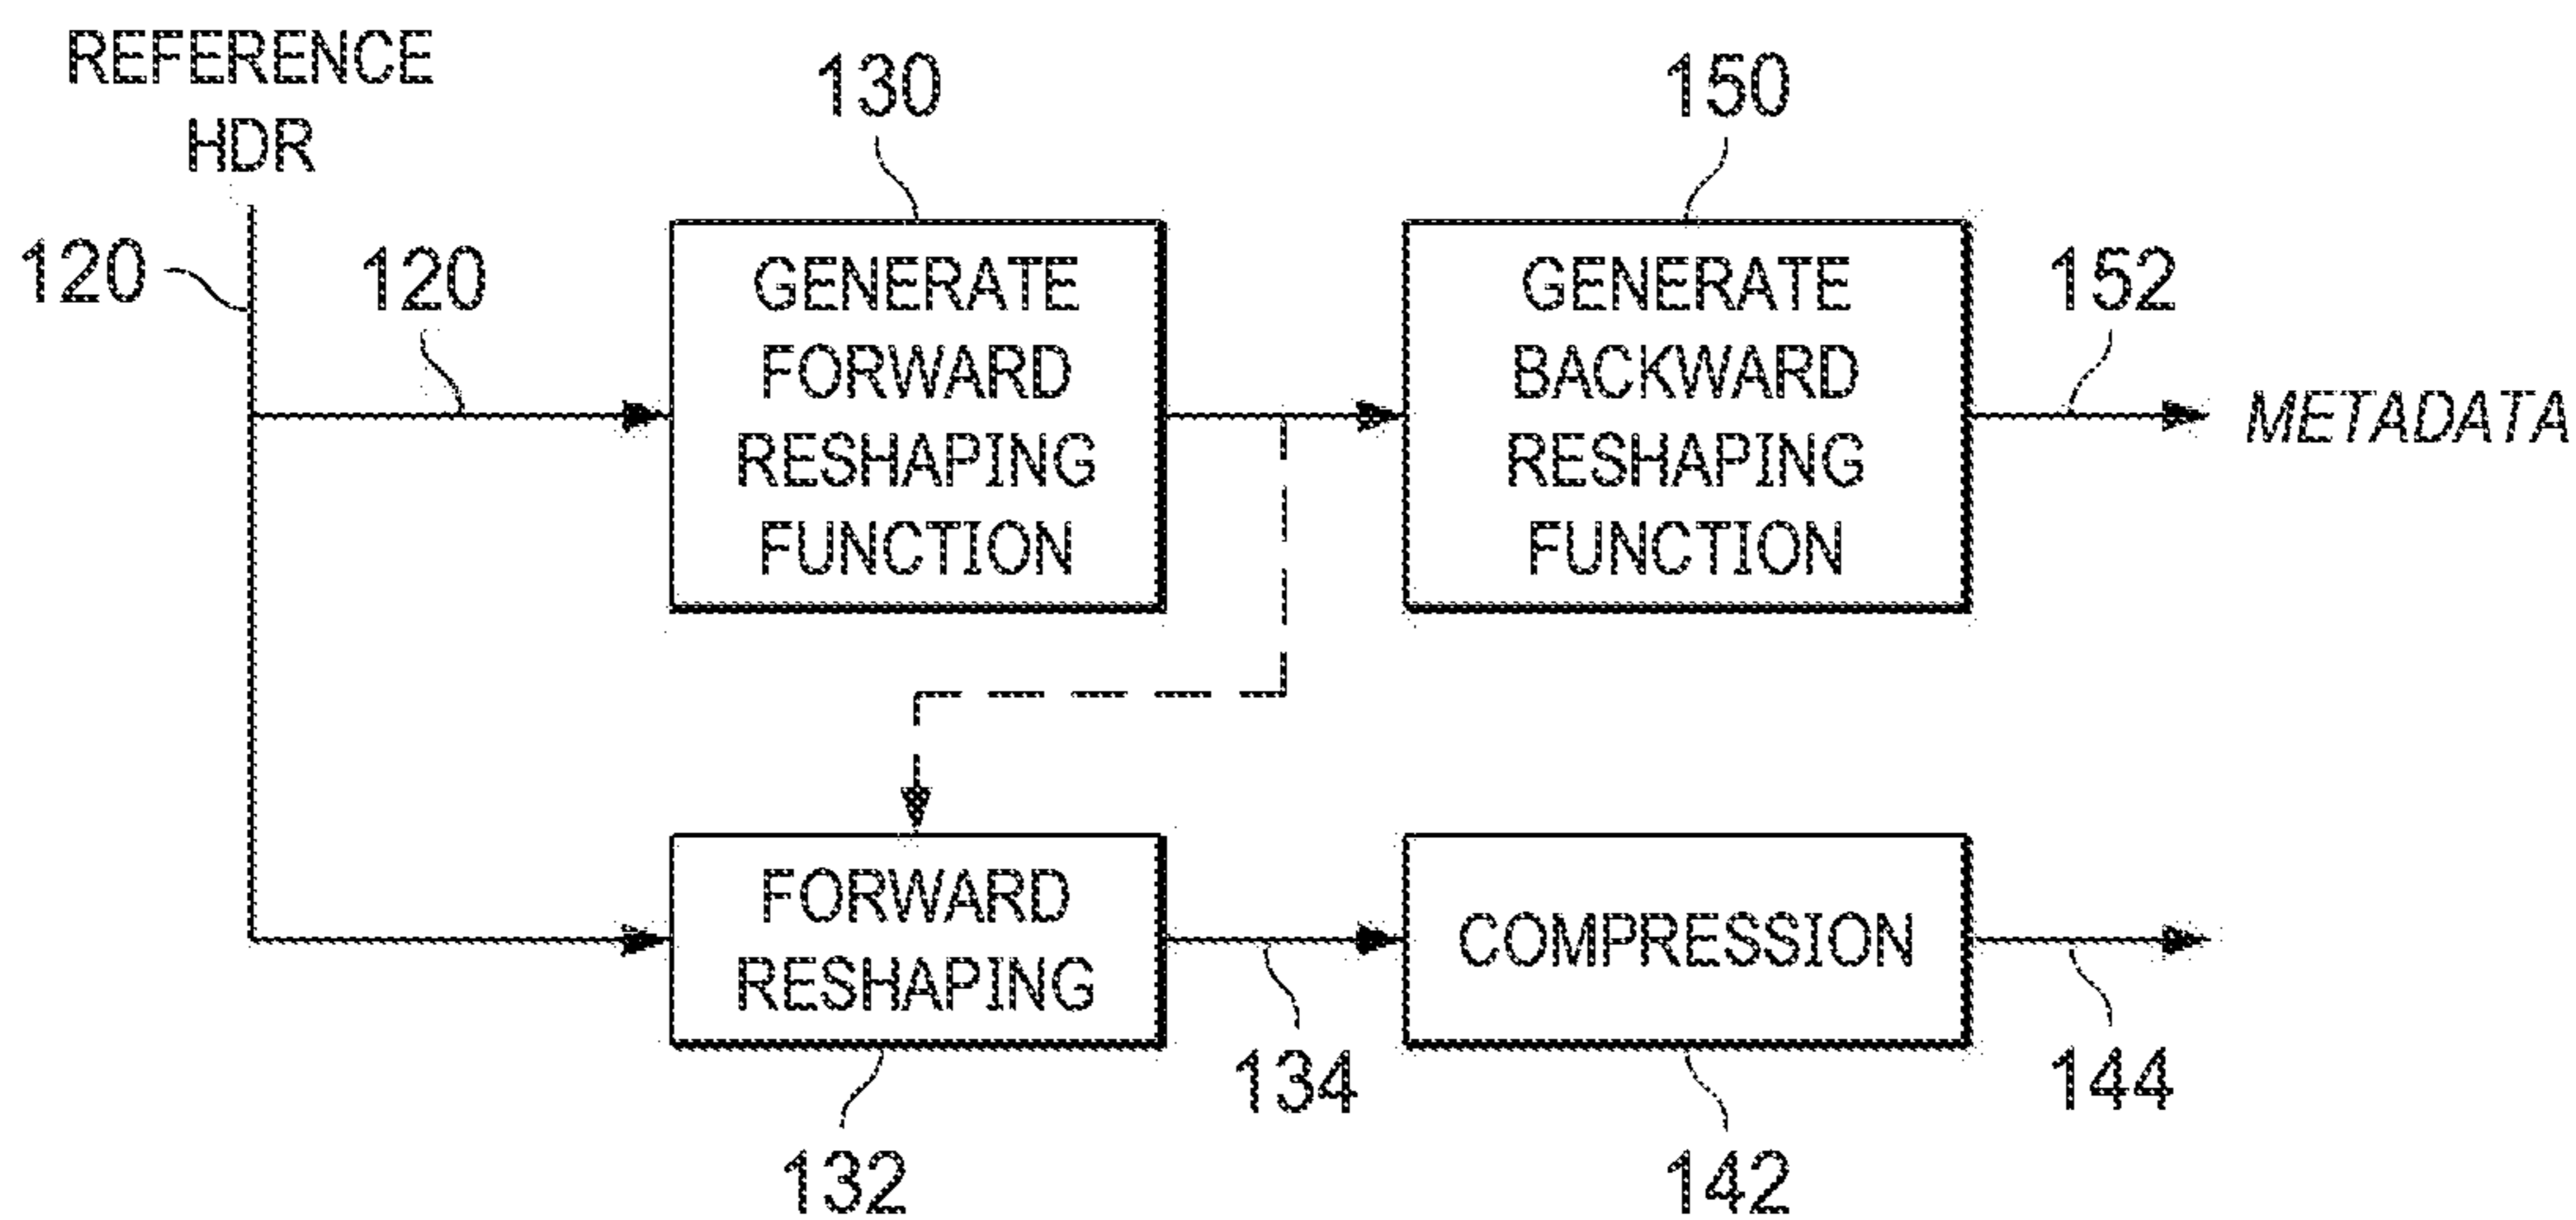 REFERENCE
HDR
120
120
130
150
GENERATE
FORWARD
RESHAPING
FUNCTION
GENERATE
BACKWARD
RESHAPING
FUNCTION
152
METADATA
FORWARD
RESHAPING
132
134
COMPRESSION
142
144